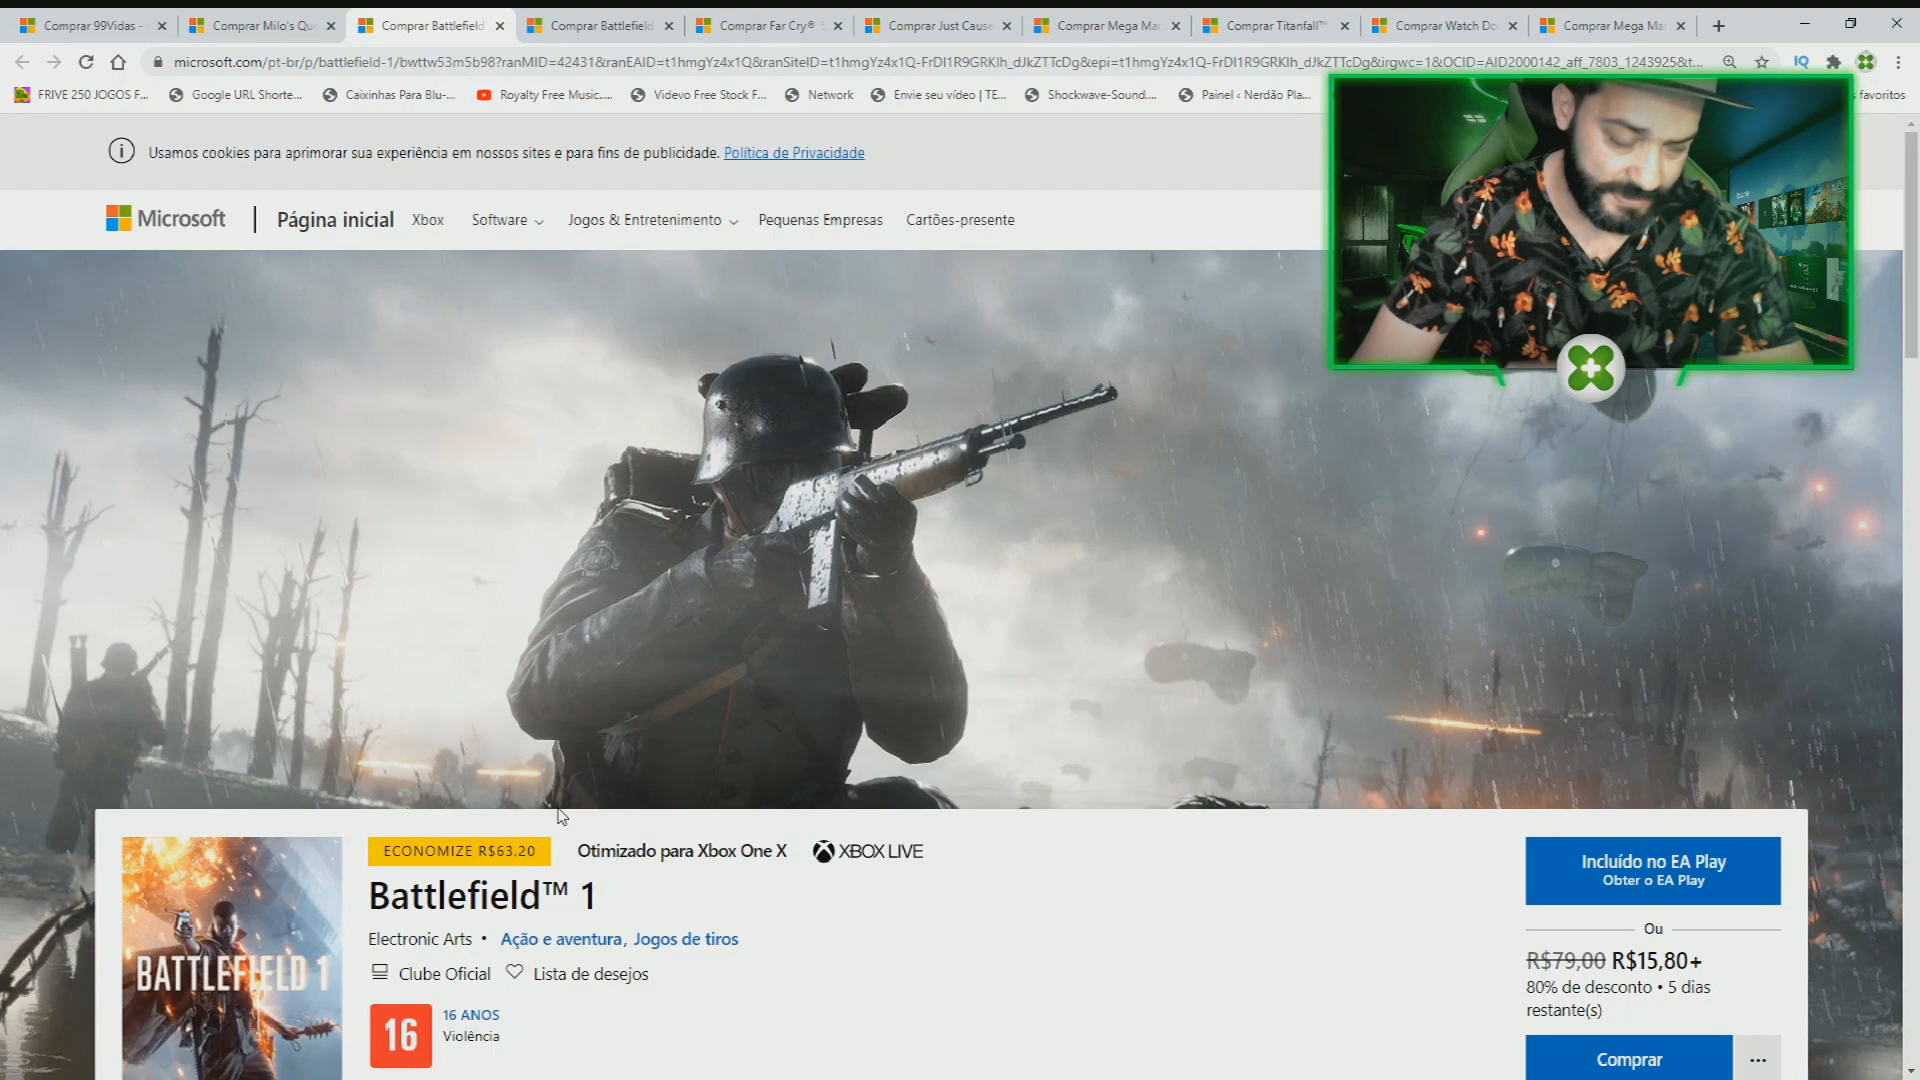 Comprar 99Vidas -
Comprar Milo's Que
Comprar Battlefield
Comprar Battlefield
Comprar Far Cry®
Comprar Just Cause
Comprar Mega Ma
Comprar Titanfall™
Comprar Watch Do
Comprar Mega Ma
microsoft.com/pt-br/p/battlefield-1/bwttw53m5b98?ranMID=42431&ranEAID=t1hmgYz4x1Q&ranSiteID=t1hmgYz4x1Q-FrDI1R9GRKlh_dJkZTTcDg&epi=t1hmgYz4x1Q-FrDI1R9GRKlh_dJkZTTcDg&irgwc=1&OCID=AID2000142_aff_7803_1243925&t...
IQ
FRIVE 250 JOGOS F...
Google URL Shorte...
Caixinhas Para Blu-...
Royalty Free Music....
Videvo Free Stock F...
Network
Envie seu vídeo | TE...
Shockwave-Sound....
Painel ‹ Nerdão Pla...
s favoritos
Usamos cookies para aprimorar sua experiência em nossos sites e para fins de publicidade. Política de Privacidade
Microsoft
Página inicial
Xbox
Software
Jogos & Entretenimento
Pequenas Empresas
Cartões-presente
ECONOMIZE R$63,20
Otimizado para Xbox One X
XBOX LIVE
Battlefield™ 1
Electronic Arts • Ação e aventura, Jogos de tiros
Clube Oficial
Lista de desejos
16
16 ANOS
Violência
BATTLEFIELD 1
Incluído no EA Play
Obter o EA Play
Ou
R$79,00 R$15,80+
80% de desconto • 5 dias
restante(s)
Comprar
...